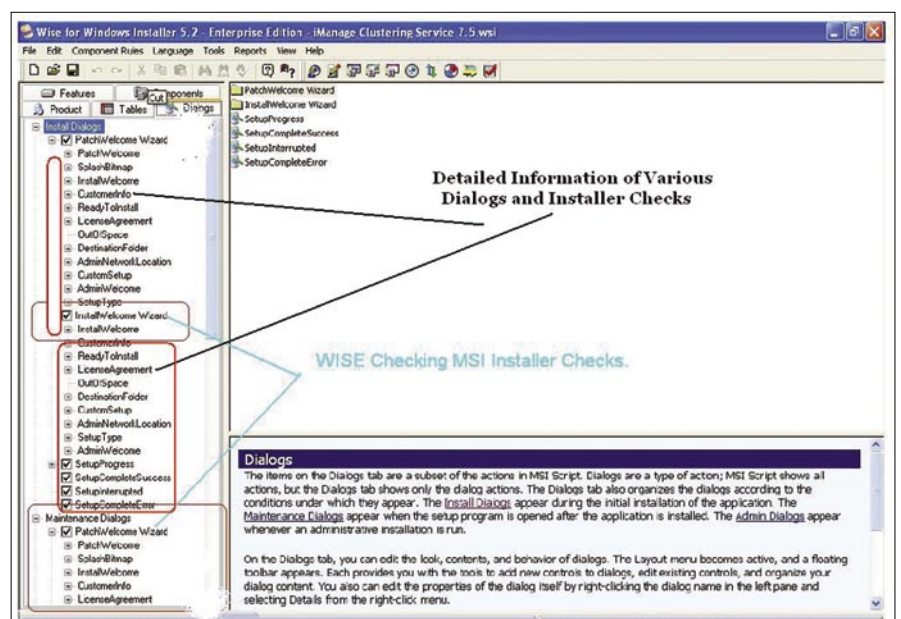 Wise for Windows Installer 5.2 - Enterprise Edition - iManage Clustering Service 7.5.wsi
File Edit Component Rules Language Tools Reports View Help
Features Components
Cut
Product Tables Dialogs
Install Dialogs
PatchWelcome Wizard
PatchWelcome
SplashBitmap
InstallWelcome
CustomerInfo
ReadyToInstall
LicenseAgreement
OutOfSpace
DestinationFolder
AdminNetworkLocation
CustomSetup
AdminWelcome
SetupType
InstallWelcome Wizard
InstallWelcome
CustomerInfo
ReadyToInstall
LicenseAgreement
OutOfSpace
DestinationFolder
CustomSetup
AdminNetworkLocation
SetupType
AdminWelcome
SetupProgress
SetupCompleteSuccess
SetupInterrupted
SetupCompleteError
Maintenance Dialogs
PatchWelcome Wizard
PatchWelcome
SplashBitmap
InstallWelcome
CustomerInfo
LicenseAgreement
PatchWelcome Wizard
InstallWelcome Wizard
SetupProgress
SetupCompleteSuccess
SetupInterrupted
SetupCompleteError
Detailed Information of Various
Dialogs and Installer Checks
WISE Checking MSI Installer Checks.
Dialogs
The items on the Dialogs tab are a subset of the actions in MSI Script. Dialogs are a type of action; MSI Script shows all
actions, but the Dialogs tab shows only the dialog actions. The Dialogs tab also organizes the dialogs according to the
conditions under which they appear. The Install Dialogs appear during the initial installation of the application. The
Maintenance Dialogs appear when the setup program is opened after the application is installed. The Admin Dialogs appear
whenever an administrative installation is run.
On the Dialogs tab, you can edit the look, contents, and behavior of dialogs. The Layout menu becomes active, and a floating
toolbar appears. Each provides you with the tools to add new controls to dialogs, edit existing controls, and organize your
dialog content. You also can edit the properties of the dialog itself by right-clicking the dialog name in the left pane and
selecting Details from the right-click menu.